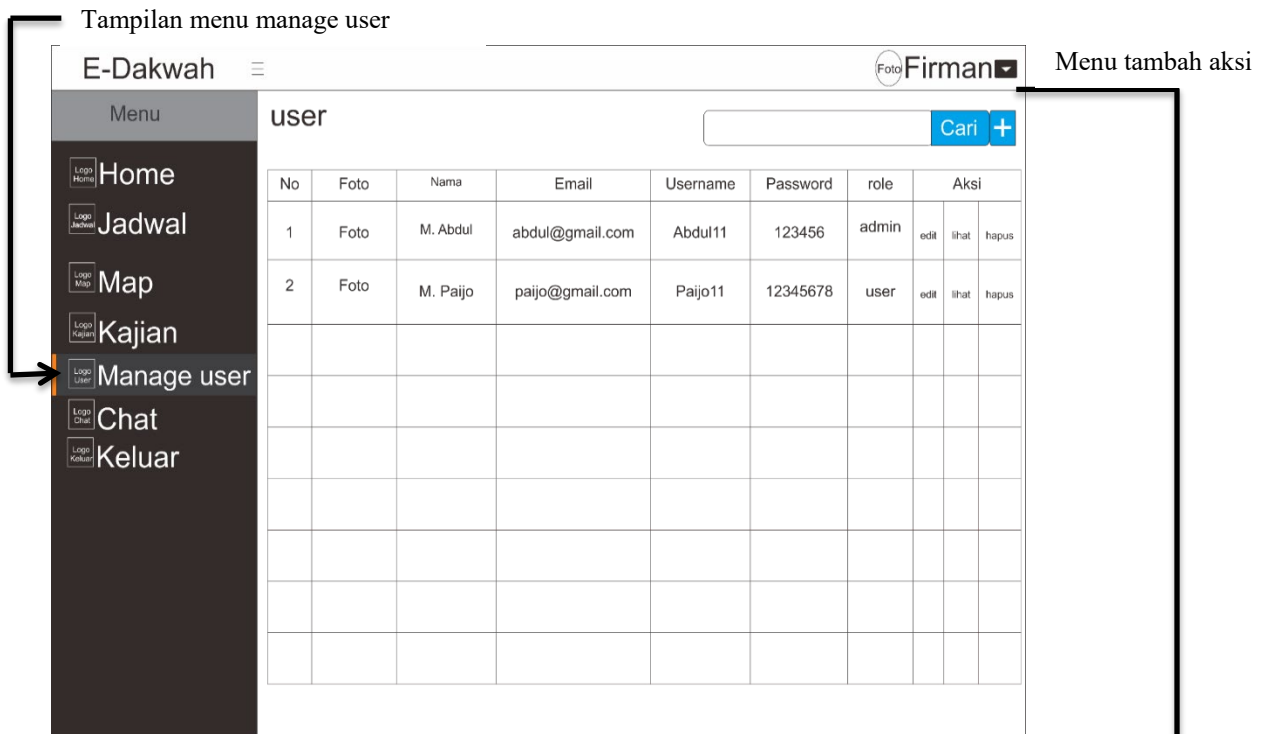 Tampilan menu manage user
E-Dakwah
Foto Firman
Menu tambah aksi
Menu
user
Cari +
Logo Home Home
Logo Jadwal Jadwal
Logo Map Map
Logo Kajian Kajian
Logo User Manage user
Logo Chat Chat
Logo Keluar Keluar
No Foto Nama Email Username Password role Aksi
1 Foto M. Abdul abdul@gmail.com Abdul11 123456 admin edit lihat hapus
2 Foto M. Paijo paijo@gmail.com Paijo11 12345678 user edit lihat hapus